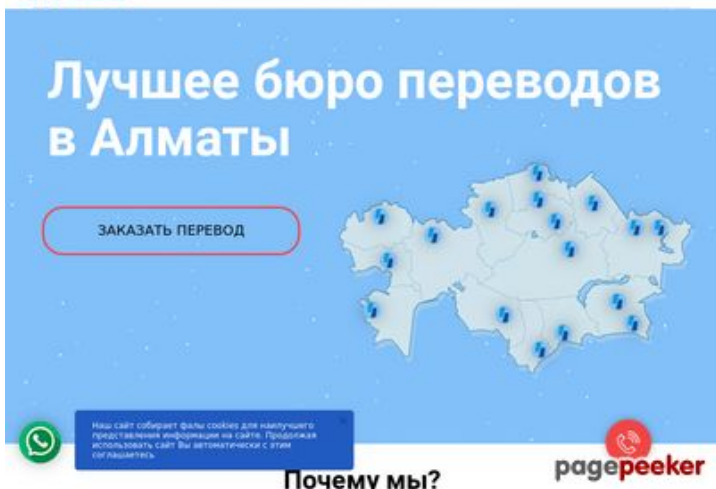 Лучшее бюро переводов
в Алматы
ЗАКАЗАТЬ ПЕРЕВОД
Наш сайт собирает фалы cookies для наилучшего
представления информации на сайте. Продолжая
использовать сайт Вы автоматически с этим
соглашаетесь
Почему мы?
pagepeeker